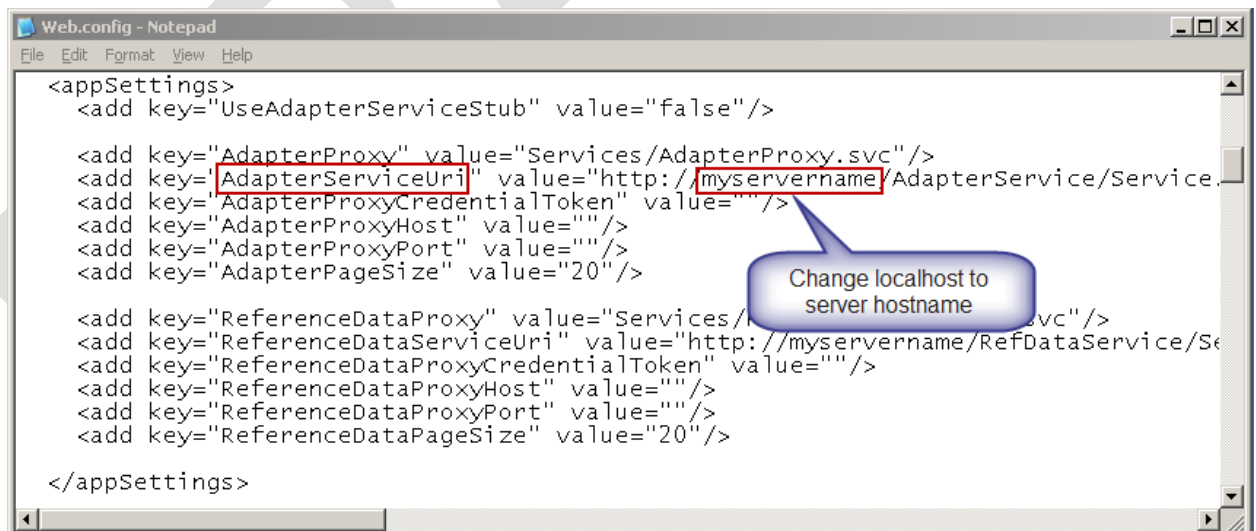 Web.config - Notepad
File Edit Format View Help
<appSettings>
<add key="UseAdapterServiceStub" value="false"/>
<add key="AdapterProxy" value="Services/AdapterProxy.svc"/>
<add key="AdapterServiceUri" value="http://myservername/AdapterService/Service.
<add key="AdapterProxyCredentialToken" value=""/>
<add key="AdapterProxyHost" value=""/>
<add key="AdapterProxyPort" value=""/>
<add key="AdapterPageSize" value="20"/>
Change localhost to
server hostname
<add key="ReferenceDataProxy" value="Services/ svc"/>
<add key="ReferenceDataServiceUri" value="http://myservername/RefDataService/Se
<add key="ReferenceDataProxyCredentialToken" value=""/>
<add key="ReferenceDataProxyHost" value=""/>
<add key="ReferenceDataProxyPort" value=""/>
<add key="ReferenceDataPageSize" value="20"/>
</appSettings>